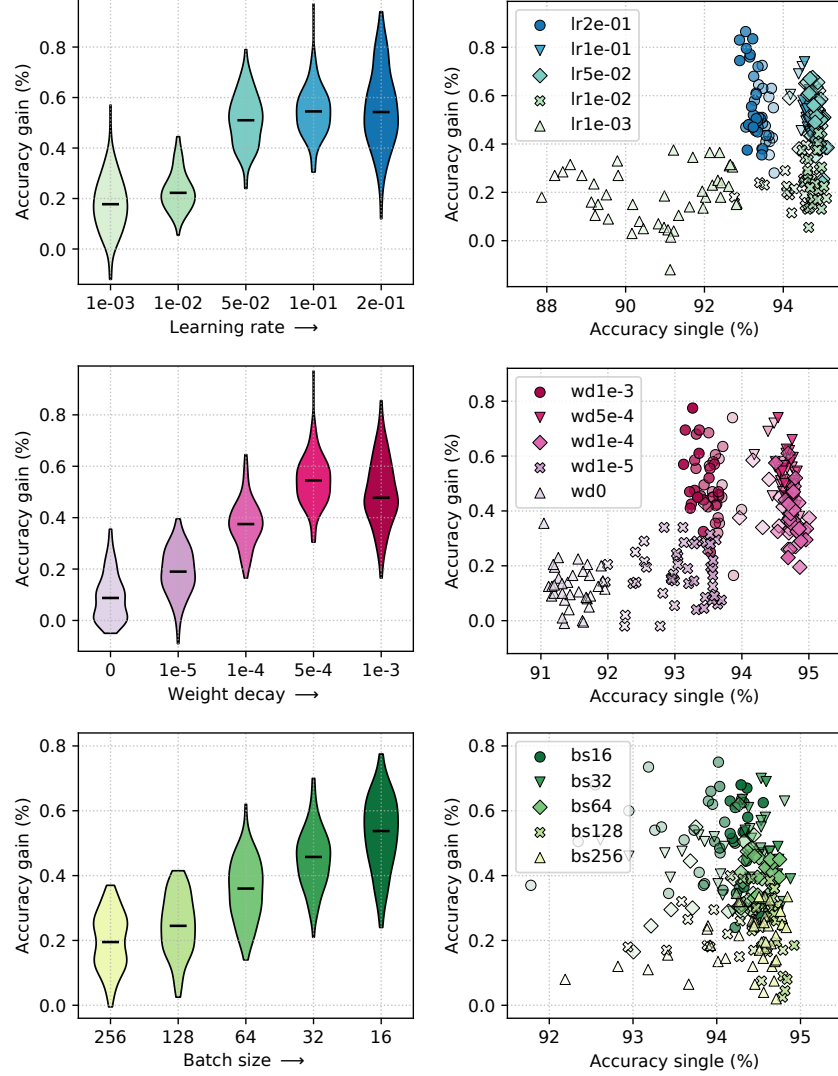 Accuracy gain (%)
0.8
0.6
0.4
0.2
0.0
1e-03 1e-02 5e-02 1e-01 2e-01
Learning rate →
Accuracy gain (%)
0.8
0.6
0.4
0.2
0.0
lr2e-01
lr1e-01
lr5e-02
lr1e-02
lr1e-03
88 90 92 94
Accuracy single (%)
Accuracy gain (%)
0.8
0.6
0.4
0.2
0.0
0 1e-5 1e-4 5e-4 1e-3
Weight decay →
Accuracy gain (%)
0.8
0.6
0.4
0.2
0.0
wd1e-3
wd5e-4
wd1e-4
wd1e-5
wd0
91 92 93 94 95
Accuracy single (%)
Accuracy gain (%)
0.8
0.6
0.4
0.2
0.0
256 128 64 32 16
Batch size →
Accuracy gain (%)
0.8
0.6
0.4
0.2
0.0
bs16
bs32
bs64
bs128
bs256
92 93 94 95
Accuracy single (%)